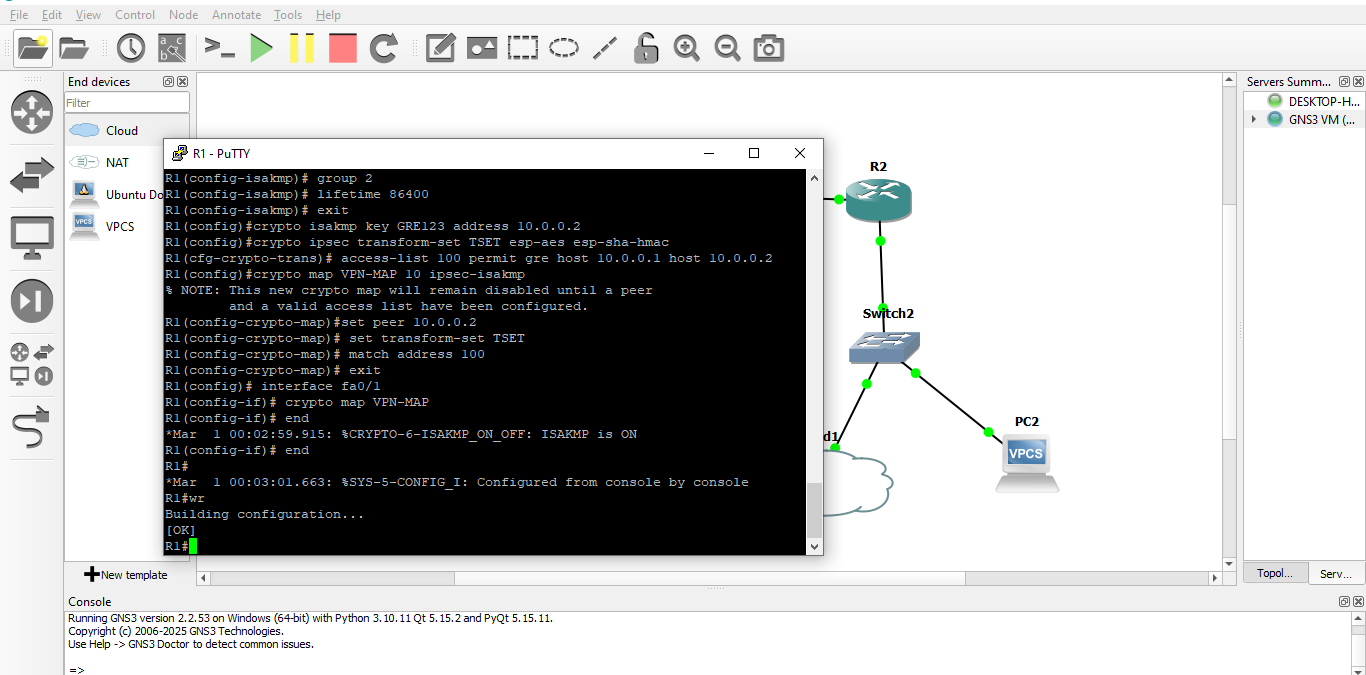 File Edit View Control Node Annotate Tools Help
End devices
Filter
Cloud
NAT
Ubuntu Do
VPCS
VPCS
New template
R1 - PuTTY
R1(config-isakmp)# group 2
R1(config-isakmp)# lifetime 86400
R1(config-isakmp)# exit
R1(config)#crypto isakmp key GRE123 address 10.0.0.2
R1(config)#crypto ipsec transform-set TSET esp-aes esp-sha-hmac
R1(cfg-crypto-trans)# access-list 100 permit gre host 10.0.0.1 host 10.0.0.2
R1(config)#crypto map VPN-MAP 10 ipsec-isakmp
% NOTE: This new crypto map will remain disabled until a peer
and a valid access list have been configured.
R1(config-crypto-map)#set peer 10.0.0.2
R1(config-crypto-map)# set transform-set TSET
R1(config-crypto-map)# match address 100
R1(config-crypto-map)# exit
R1(config)# interface fa0/1
R1(config-if)# crypto map VPN-MAP
R1(config-if)# end
*Mar  1 00:02:59.915: %CRYPTO-6-ISAKMP_ON_OFF: ISAKMP is ON
R1(config-if)# end
R1#
*Mar  1 00:03:01.663: %SYS-5-CONFIG_I: Configured from console by console
R1#wr
Building configuration...
[OK]
R1#
R2
Switch2
d1
PC2
VPCS
Servers Summ...
DESKTOP-H...
GNS3 VM (...
Topol... Serv...
Console
Running GNS3 version 2.2.53 on Windows (64-bit) with Python 3.10.11 Qt 5.15.2 and PyQt 5.15.11.
Copyright (c) 2006-2025 GNS3 Technologies.
Use Help -> GNS3 Doctor to detect common issues.
=>